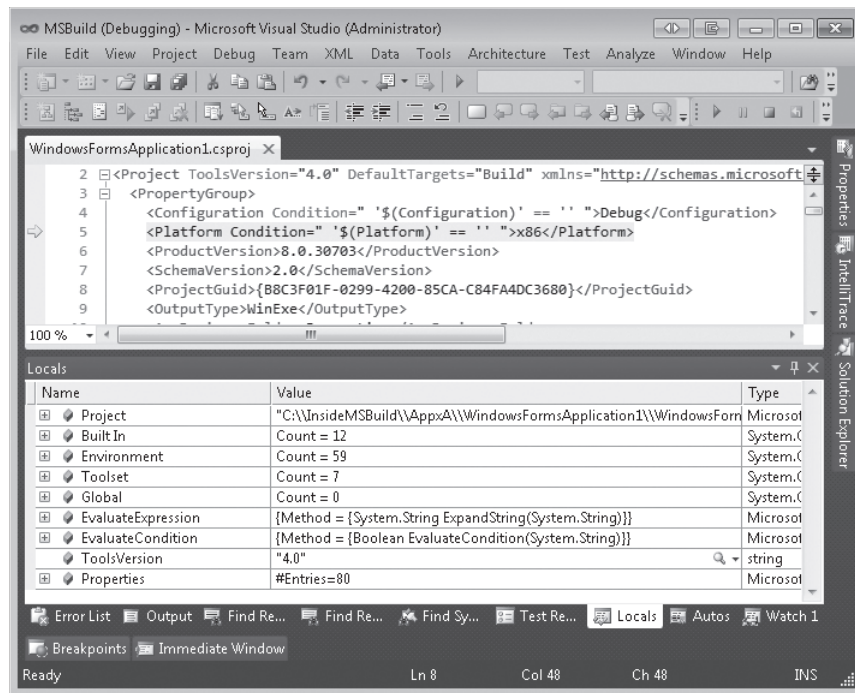 MSBuild (Debugging) - Microsoft Visual Studio (Administrator)
File Edit View Project Debug Team XML Data Tools Architecture Test Analyze Window Help
WindowsFormsApplication1.csproj
2 <Project ToolsVersion="4.0" DefaultTargets="Build" xmlns="http://schemas.microsoft
3 <PropertyGroup>
4 <Configuration Condition=" '$(Configuration)' == '' ">Debug</Configuration>
5 <Platform Condition=" '$(Platform)' == '' ">x86</Platform>
6 <ProductVersion>8.0.30703</ProductVersion>
7 <SchemaVersion>2.0</SchemaVersion>
8 <ProjectGuid>{B8C3F01F-0299-4200-85CA-C84FA4DC3680}</ProjectGuid>
9 <OutputType>WinExe</OutputType>
100 %
Properties
IntelliTrace
Solution Explorer
Locals
Name Value Type
Project "C:\\InsideMSBuild\\AppxA\\WindowsFormsApplication1\\WindowsForn Microsof
Built In Count = 12 System.C
Environment Count = 59 System.C
Toolset Count = 7 System.C
Global Count = 0 System.C
EvaluateExpression {Method = {System.String ExpandString(System.String)}} Microsof
EvaluateCondition {Method = {Boolean EvaluateCondition(System.String)}} Microsof
ToolsVersion "4.0" string
Properties #Entries=80 Microsof
Error List Output Find Re... Find Re... Find Sy... Test Re... Locals Autos Watch 1
Breakpoints Immediate Window
Ready Ln 8 Col 48 Ch 48 INS